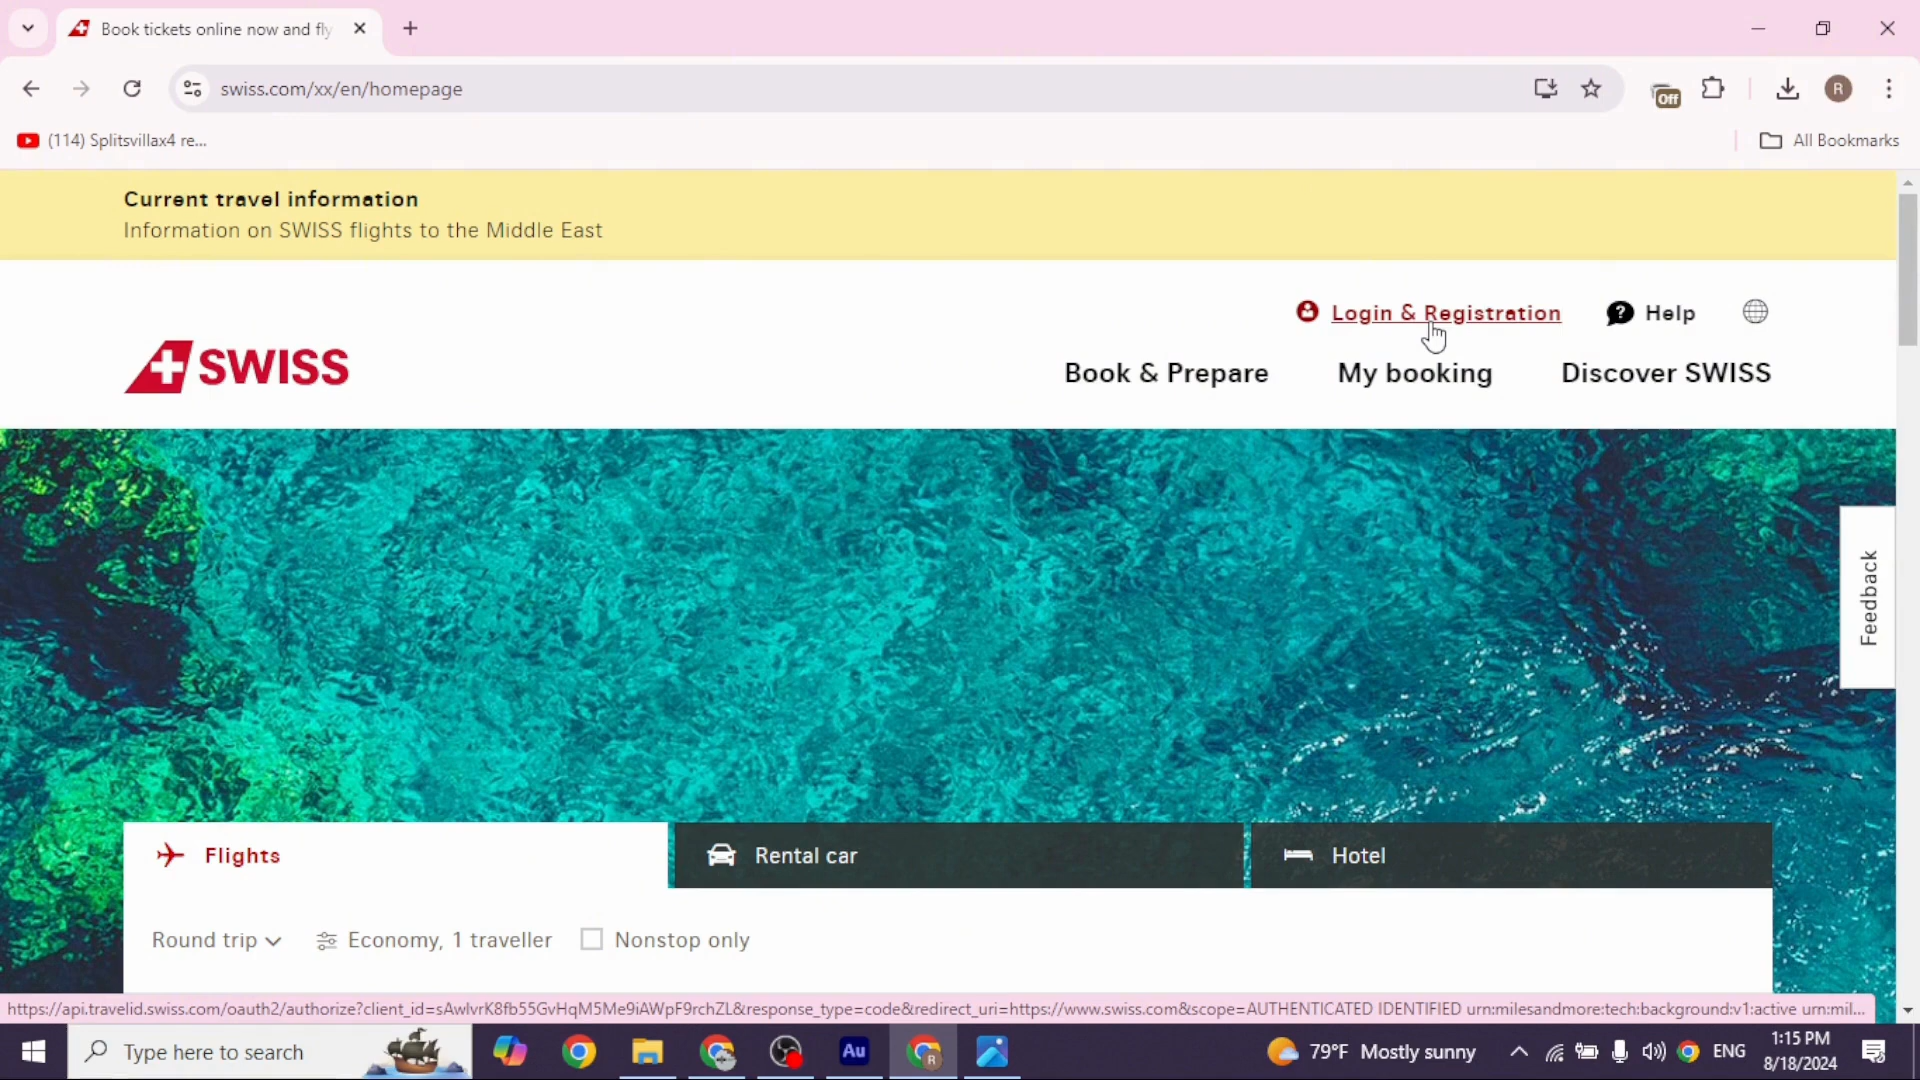 Book tickets online now and fly
swiss.com/xx/en/homepage
Off
R
(114) Splitsvillax4 re...
All Bookmarks
Current travel information
Information on SWISS flights to the Middle East
Login & Registration
? Help
SWISS
Book & Prepare
My booking
Discover SWISS
Feedback
Flights
Rental car
Hotel
Round trip
Economy, 1 traveller
Nonstop only
https://api.travelid.swiss.com/oauth2/authorize?client_id=sAwlvrK8fb55GvHqM5Me9iAWpF9rchZL&response_type=code&redirect_uri=https://www.swiss.com&scope=AUTHENTICATED IDENTIFIED urn:milesandmore:tech:background:v1:active urn:mil...
Type here to search
Au
R
79°F Mostly sunny
ENG
1:15 PM
8/18/2024